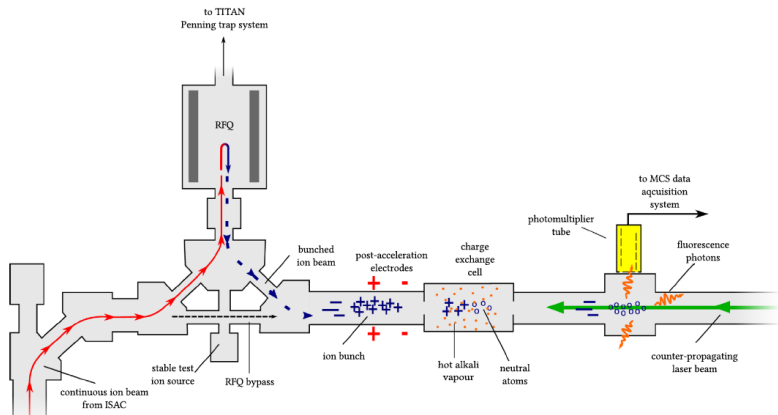 to TITAN
Penning trap system
RFQ
to MCS data
aqcuisition
system
photomultiplier
tube
fluorescence
photons
bunched
ion beam
post-acceleration
electrodes
charge
exchange
cell
+ -
+ -
ion bunch
hot alkali
vapour
neutral
atoms
counter-propagating
laser beam
stable test
ion source
RFQ bypass
continuous ion beam
from ISAC